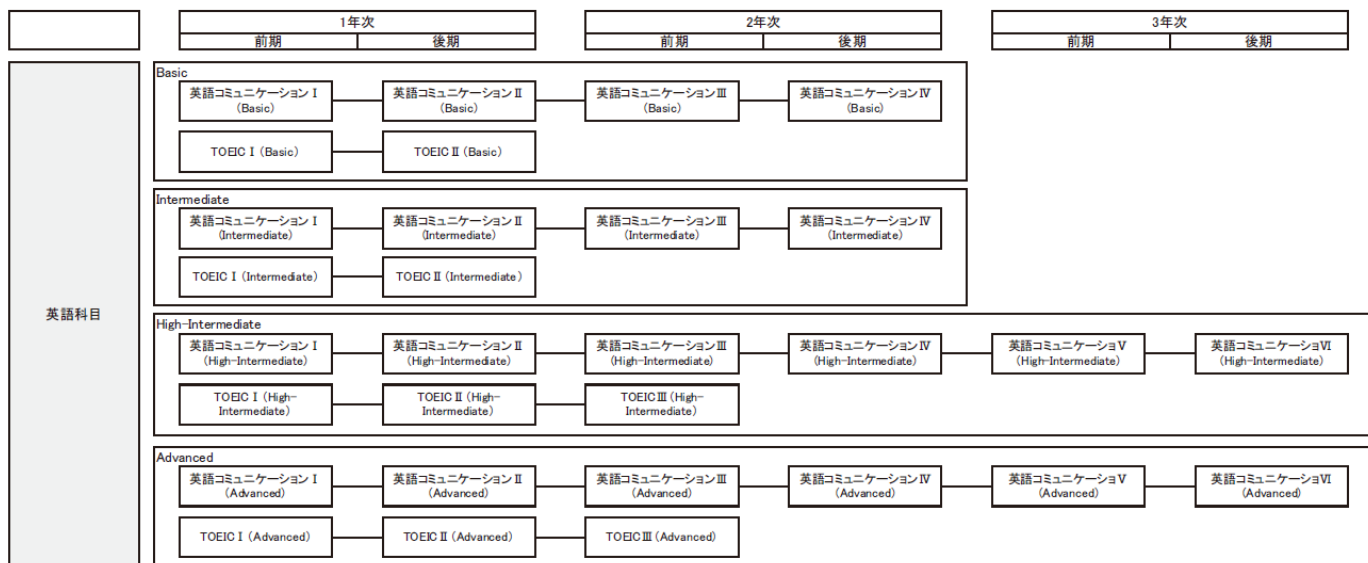 1年次 2年次 3年次
前期 後期 前期 後期 前期 後期
英語科目
Basic
英語コミュニケーションⅠ 英語コミュニケーションⅡ 英語コミュニケーションⅢ 英語コミュニケーションⅣ
(Basic) (Basic) (Basic) (Basic)
TOEIC Ⅰ (Basic) TOEIC Ⅱ (Basic)
Intermediate
英語コミュニケーションⅠ 英語コミュニケーションⅡ 英語コミュニケーションⅢ 英語コミュニケーションⅣ
(Intermediate) (Intermediate) (Intermediate) (Intermediate)
TOEIC Ⅰ (Intermediate) TOEIC Ⅱ (Intermediate)
High-Intermediate
英語コミュニケーションⅠ 英語コミュニケーションⅡ 英語コミュニケーションⅢ 英語コミュニケーションⅣ 英語コミュニケーショⅤ 英語コミュニケーショⅥ
(High-Intermediate) (High-Intermediate) (High-Intermediate) (High-Intermediate) (High-Intermediate) (High-Intermediate)
TOEIC Ⅰ (High- TOEIC Ⅱ (High- TOEIC Ⅲ (High-
Intermediate) Intermediate) Intermediate)
Advanced
英語コミュニケーションⅠ 英語コミュニケーションⅡ 英語コミュニケーションⅢ 英語コミュニケーションⅣ 英語コミュニケーショⅤ 英語コミュニケーショⅥ
(Advanced) (Advanced) (Advanced) (Advanced) (Advanced) (Advanced)
TOEIC Ⅰ (Advanced) TOEIC Ⅱ (Advanced) TOEIC Ⅲ (Advanced)